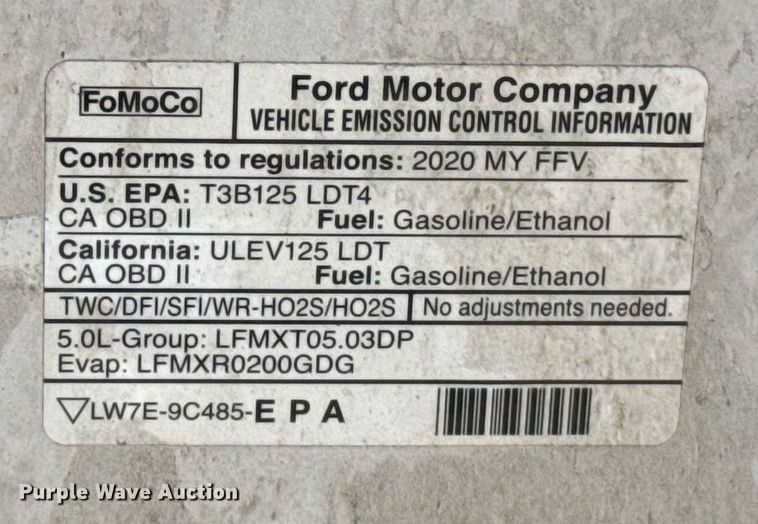 FoMoCo
Ford Motor Company
VEHICLE EMISSION CONTROL INFORMATION
Conforms to regulations: 2020 MY FFV
U.S. EPA: T3B125 LDT4
CA OBD II Fuel: Gasoline/Ethanol
California: ULEV125 LDT
CA OBD II Fuel: Gasoline/Ethanol
TWC/DFI/SFI/WR-HO2S/HO2S No adjustments needed.
5.0L-Group: LFMXT05.03DP
Evap: LFMXR0200GDG
▽LW7E-9C485-E P A
Purple Wave Auction